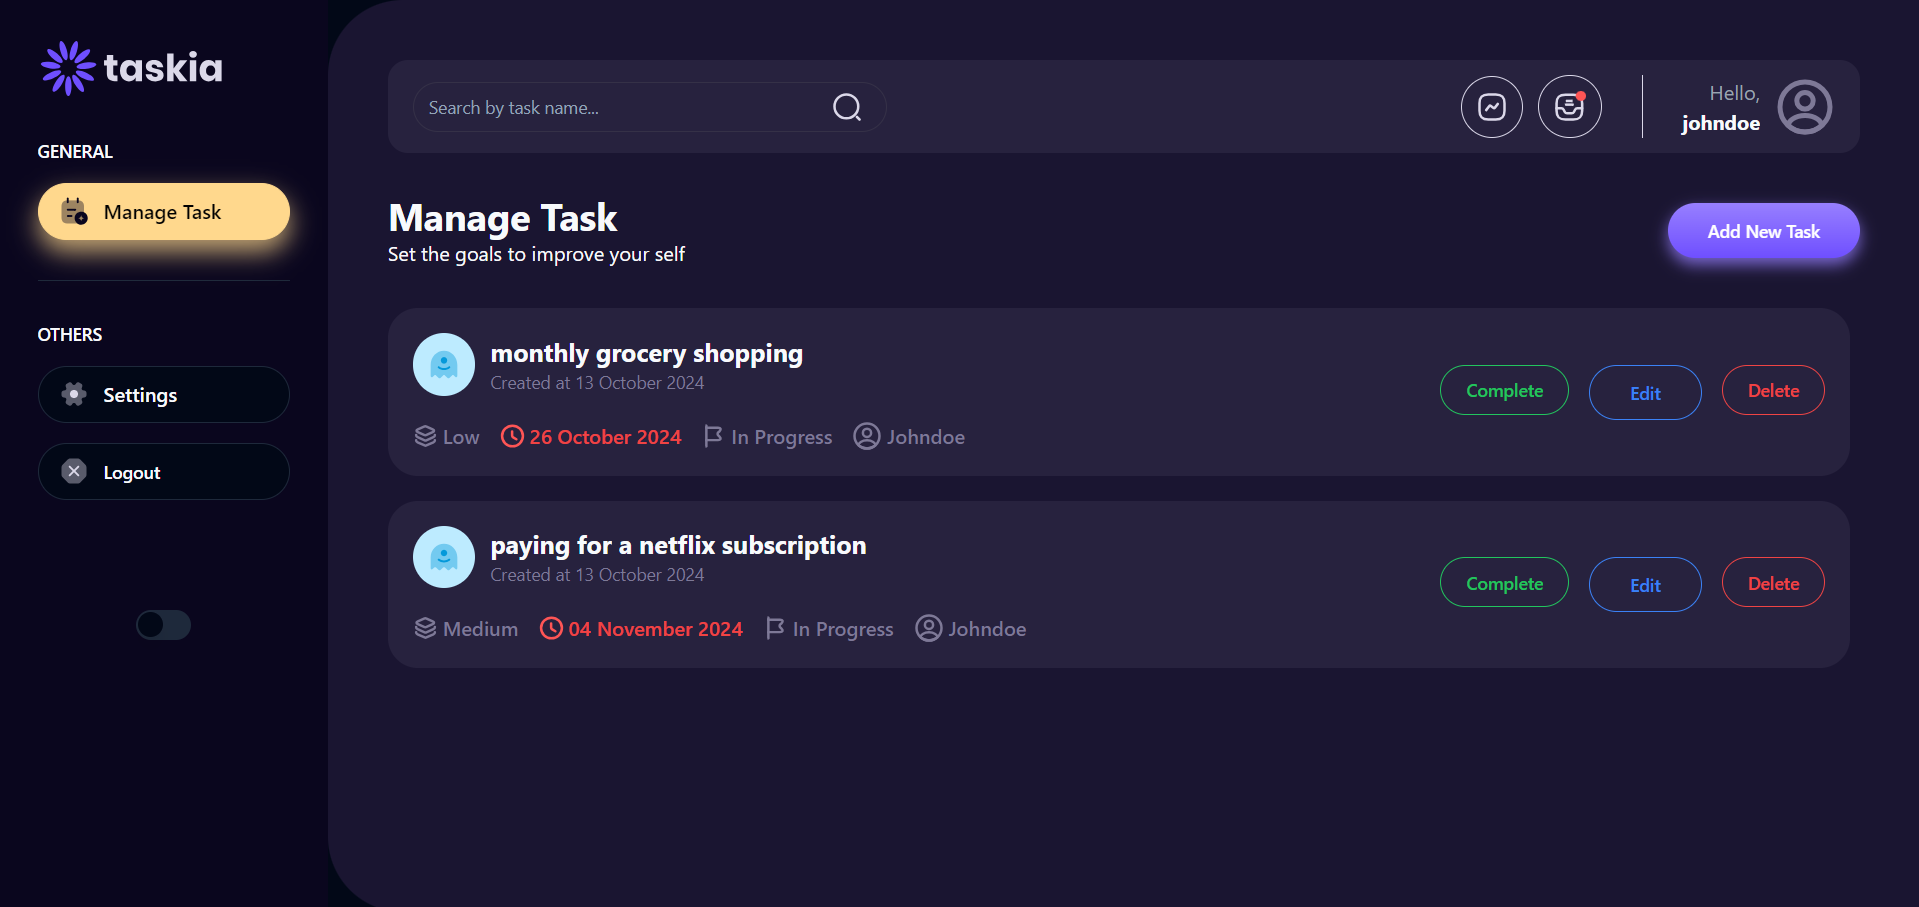 taskia
GENERAL
Manage Task
OTHERS
Settings
Logout
Search by task name...
Hello,
johndoe
Manage Task
Set the goals to improve your self
Add New Task
monthly grocery shopping
Created at 13 October 2024
Low 26 October 2024 In Progress Johndoe
Complete Edit Delete
paying for a netflix subscription
Created at 13 October 2024
Medium 04 November 2024 In Progress Johndoe
Complete Edit Delete